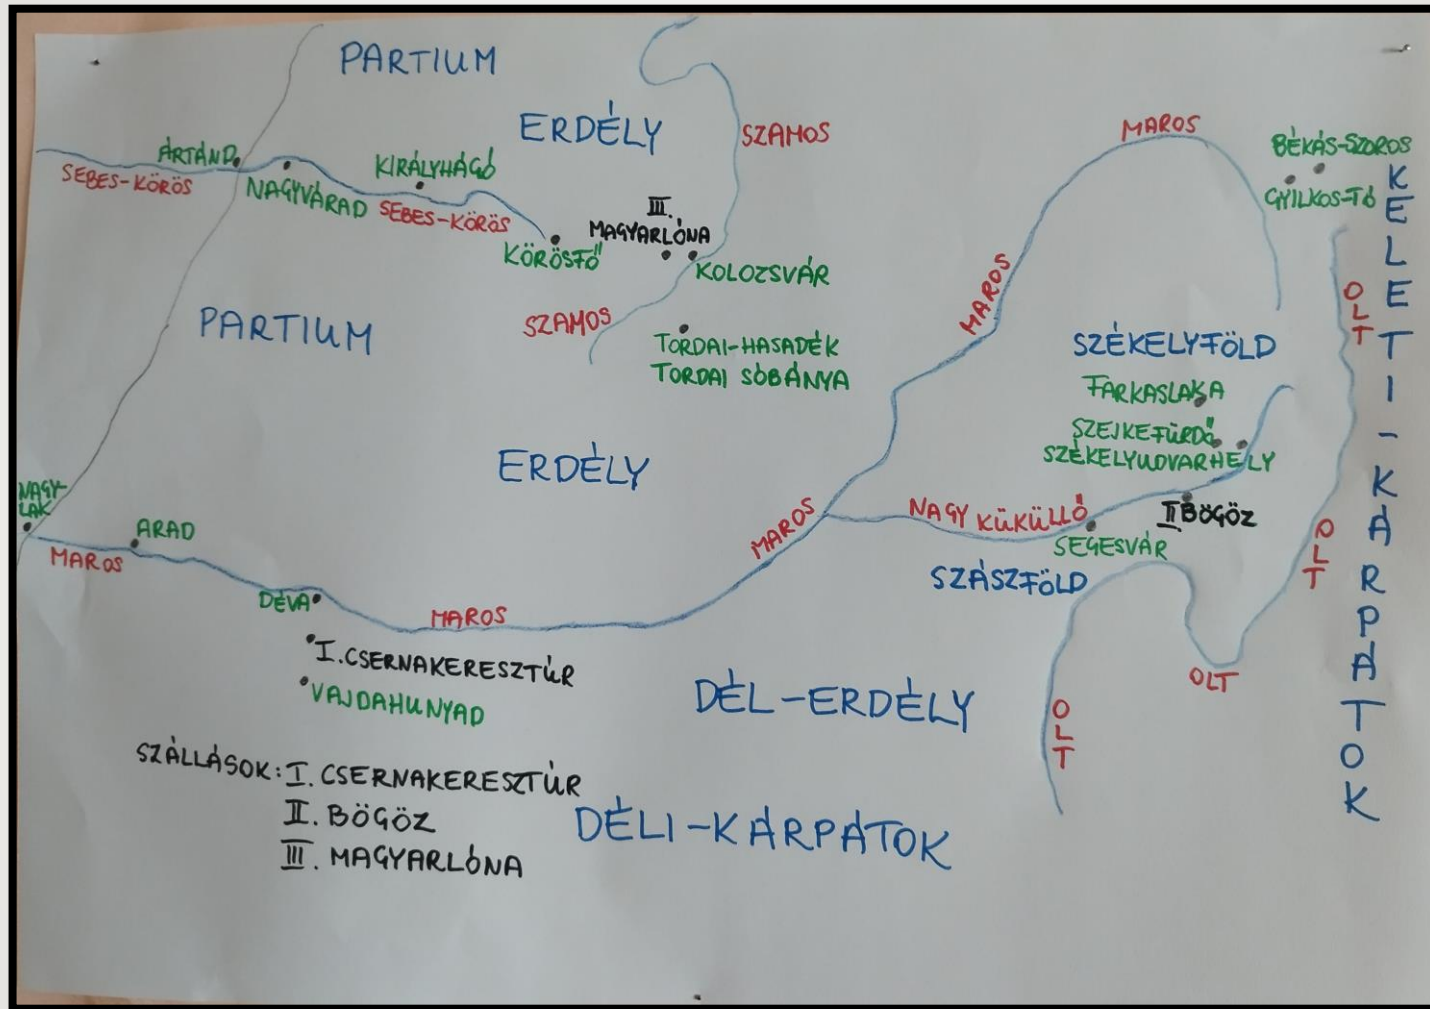 PARTIUM
ERDÉLY
SZAMOS
MAROS
BÉKÁS-SZOROS
GYILKOS-TÓ
ÁRTÁND
SEBES-KÖRÖS
NAGYVÁRAD
KIRÁLYHÁGÓ
SEBES-KÖRÖS
KÖRÖSFŐ
III.
MAGYARLÓNA
KOLOZSVÁR
SZAMOS
TORDAI-HASADÉK
TORDAI SÓBÁNYA
PARTIUM
MAROS
OLT
KELETI-KÁRPÁTOK
SZÉKELYFÖLD
FARKASLAKA
SZEJKEFÜRDŐ
SZÉKELYUDVARHELY
ERDÉLY
NAGY-
LAK
MAROS
ARAD
DÉVA
MAROS
MAROS
NAGY KÜKÜLLŐ
II BÖGÖZ
SEGESVÁR
SZÁSZFÖLD
OLT
I. CSERNAKERESZTÚR
VAJDAHUNYAD
DÉL-ERDÉLY
OLT
OLT
SZÁLLÁSOK: I. CSERNAKERESZTÚR
II. BÖGÖZ
III. MAGYARLÓNA
DÉLI-KÁRPÁTOK